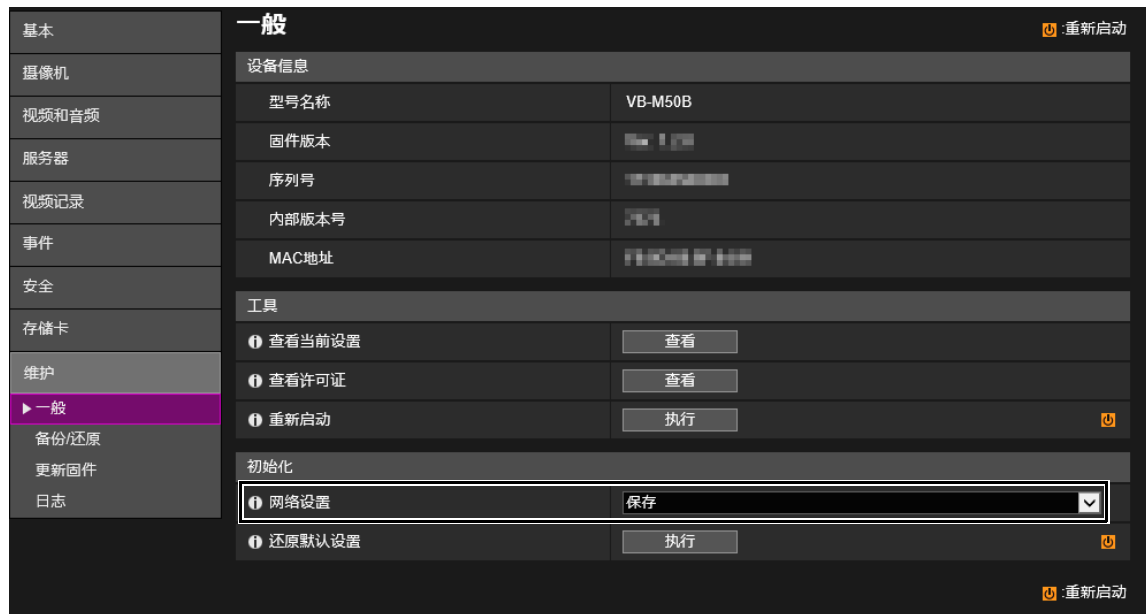 基本
摄像机
视频和音频
服务器
视频记录
事件
安全
存储卡
维护
一般
备份/还原
更新固件
日志
一般
:重新启动
设备信息
型号名称 VB-M50B
固件版本
序列号
内部版本号
MAC地址
工具
查看当前设置 查看
查看许可证 查看
重新启动 执行
初始化
网络设置 保存
还原默认设置 执行
:重新启动